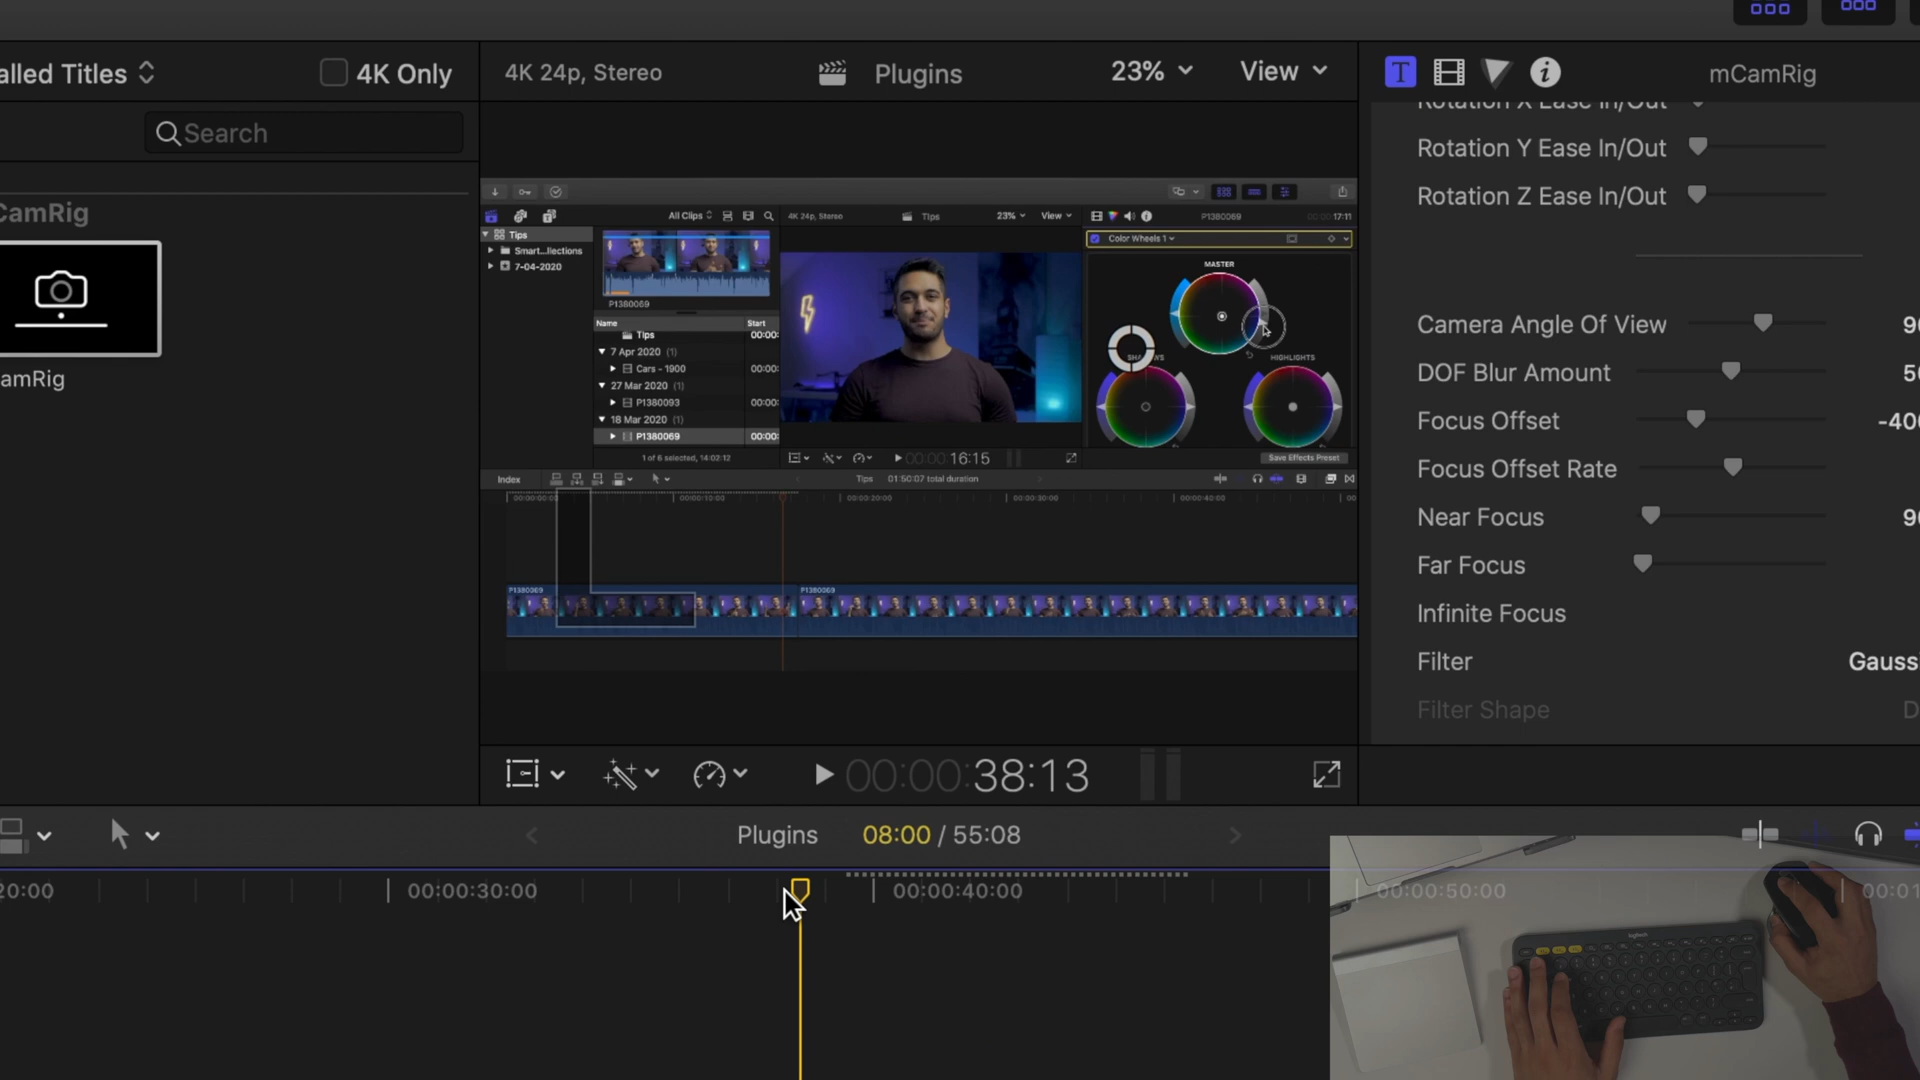 alled Titles
4K Only
4K 24p, Stereo
Plugins
23%
View
mCamRig
Search
CamRig
amRig
Rotation X Ease In/Out
Rotation Y Ease In/Out
Rotation Z Ease In/Out
Camera Angle Of View
90
DOF Blur Amount
50
Focus Offset
-400
Focus Offset Rate
Near Focus
90
Far Focus
Infinite Focus
Filter
Gauss
Filter Shape
D
All Clips
4K 24p, Stereo
Tips
23%
View
P1380069
00:00:17:11
Tips
Smart...llections
7-04-2020
P1380069
Color Wheels 1
MASTER
SHADOWS
HIGHLIGHTS
Name
Start
Tips
00:00:
7 Apr 2020 (1)
Cars - 1900
00:00:
27 Mar 2020 (1)
P1380093
00:00:
18 Mar 2020 (1)
P1380069
00:00:
1 of 6 selected, 14:02:12
00:00:16:15
Save Effects Preset
Index
Tips
01:50:07 total duration
00:00:00:00
00:00:10:00
00:00:20:00
00:00:30:00
00:00:40:00
00
P1380069
P1380069
00:00:38:13
Plugins
08:00 / 55:08
20:00
00:00:30:00
00:00:40:00
00:00:50:00
00:01
logitech